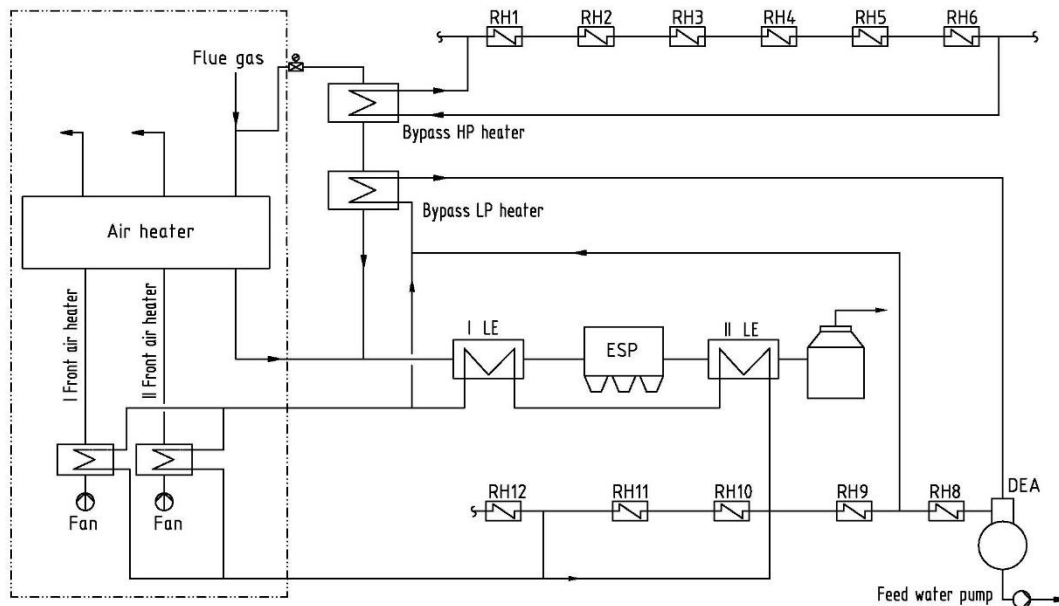 RH1 RH2 RH3 RH4 RH5 RH6
Flue gas
Bypass HP heater
Bypass LP heater
Air heater
I Front air heater
II Front air heater
I LE
ESP
II LE
Fan
Fan
RH12 RH11 RH10 RH9 RH8 DEA
Feed water pump